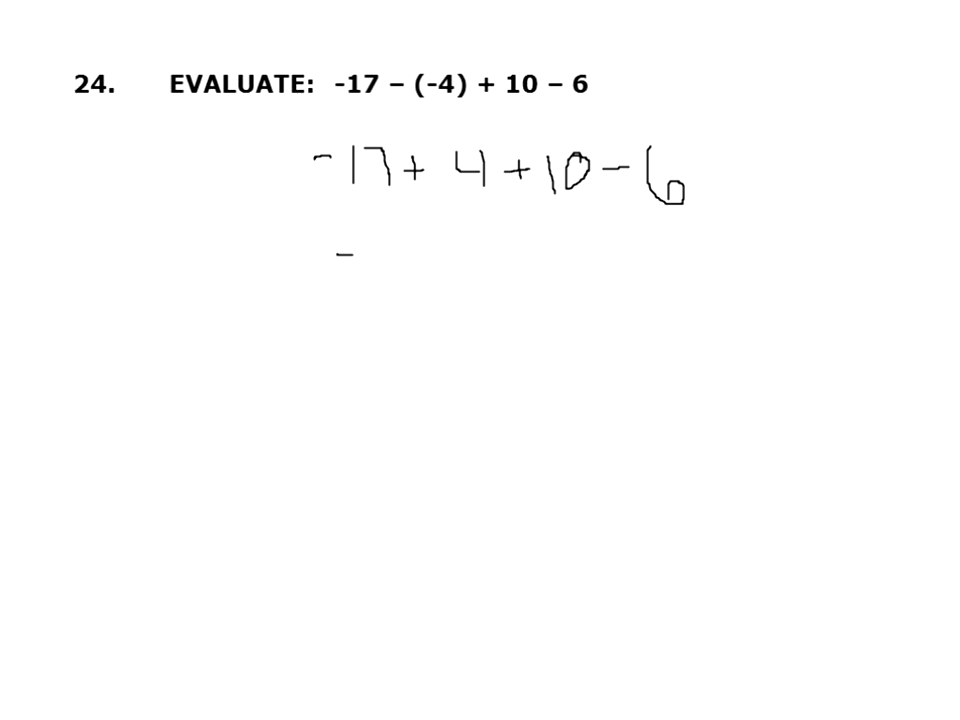 24. EVALUATE: -17 – (-4) + 10 – 6
-17 + 4 + 10 - 6
-